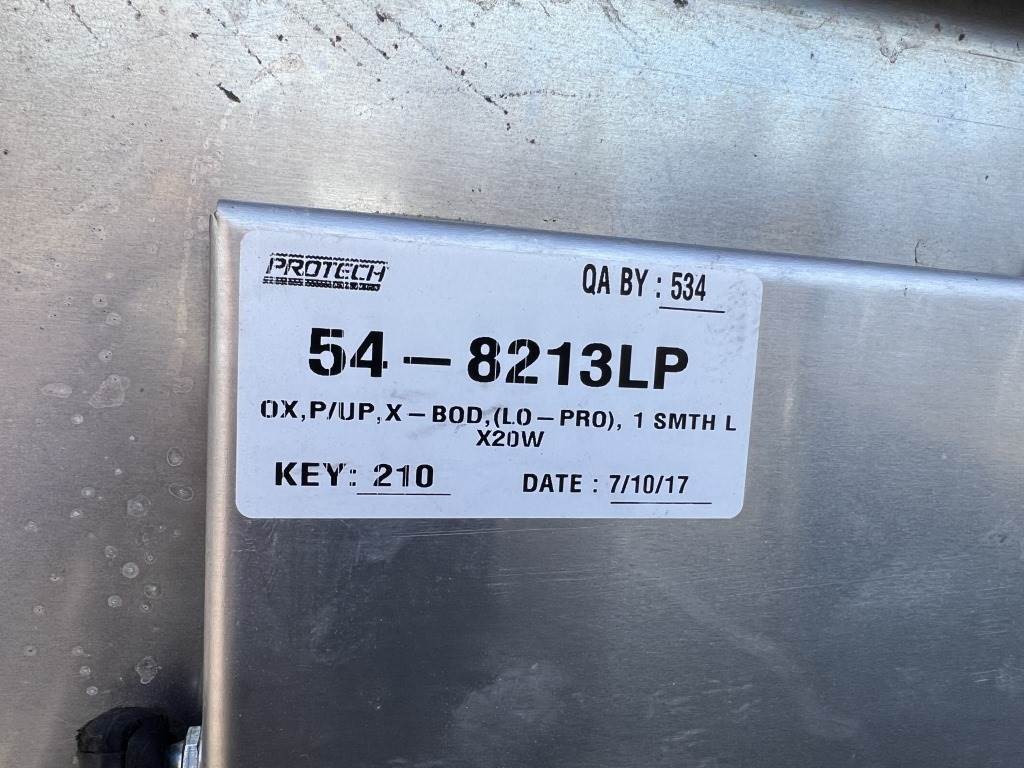 PROTECH
QA BY : 534
54-8213LP
OX,P/UP,X-BOD,(LO-PRO), 1 SMTH L
X20W
KEY: 210
DATE : 7/10/17